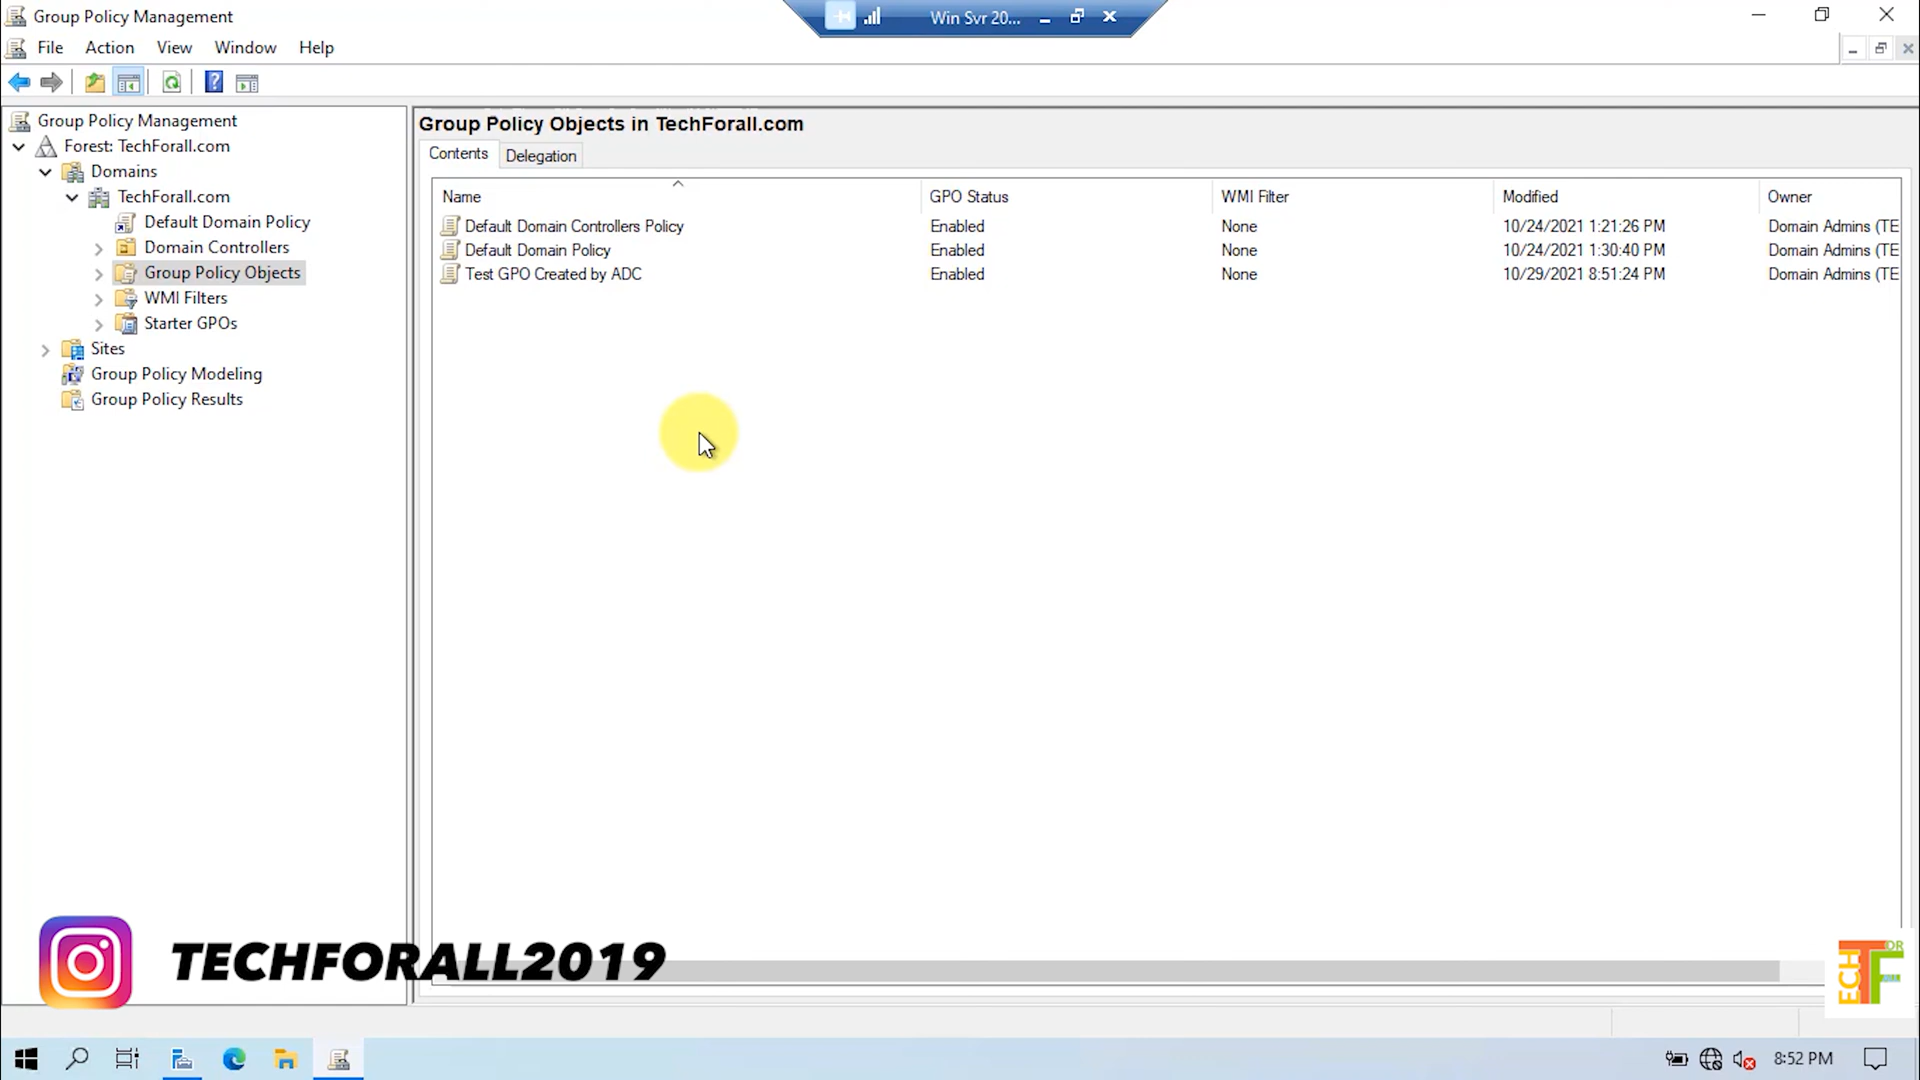 Group Policy Management
Win Svr 20...
File Action View Window Help
Group Policy Management
Forest: TechForall.com
Domains
TechForall.com
Default Domain Policy
Domain Controllers
Group Policy Objects
WMI Filters
Starter GPOs
Sites
Group Policy Modeling
Group Policy Results
Group Policy Objects in TechForall.com
Contents Delegation
Name GPO Status WMI Filter Modified Owner
Default Domain Controllers Policy Enabled None 10/24/2021 1:21:26 PM Domain Admins (TE
Default Domain Policy Enabled None 10/24/2021 1:30:40 PM Domain Admins (TE
Test GPO Created by ADC Enabled None 10/29/2021 8:51:24 PM Domain Admins (TE
TECHFORALL2019
TECH FOR ALL
8:52 PM